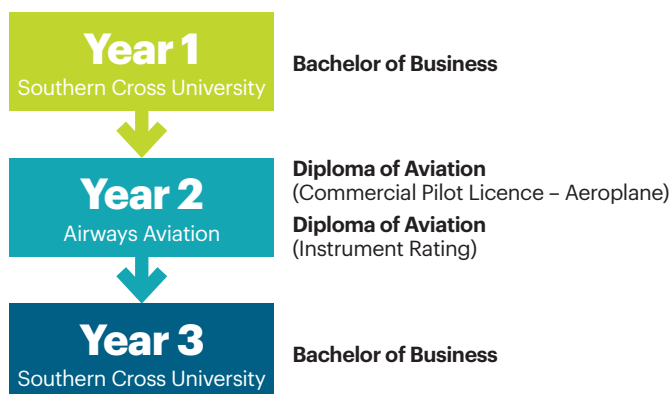 Year 1
Southern Cross University
Bachelor of Business
Year 2
Airways Aviation
Diploma of Aviation
(Commercial Pilot Licence – Aeroplane)
Diploma of Aviation
(Instrument Rating)
Year 3
Southern Cross University
Bachelor of Business